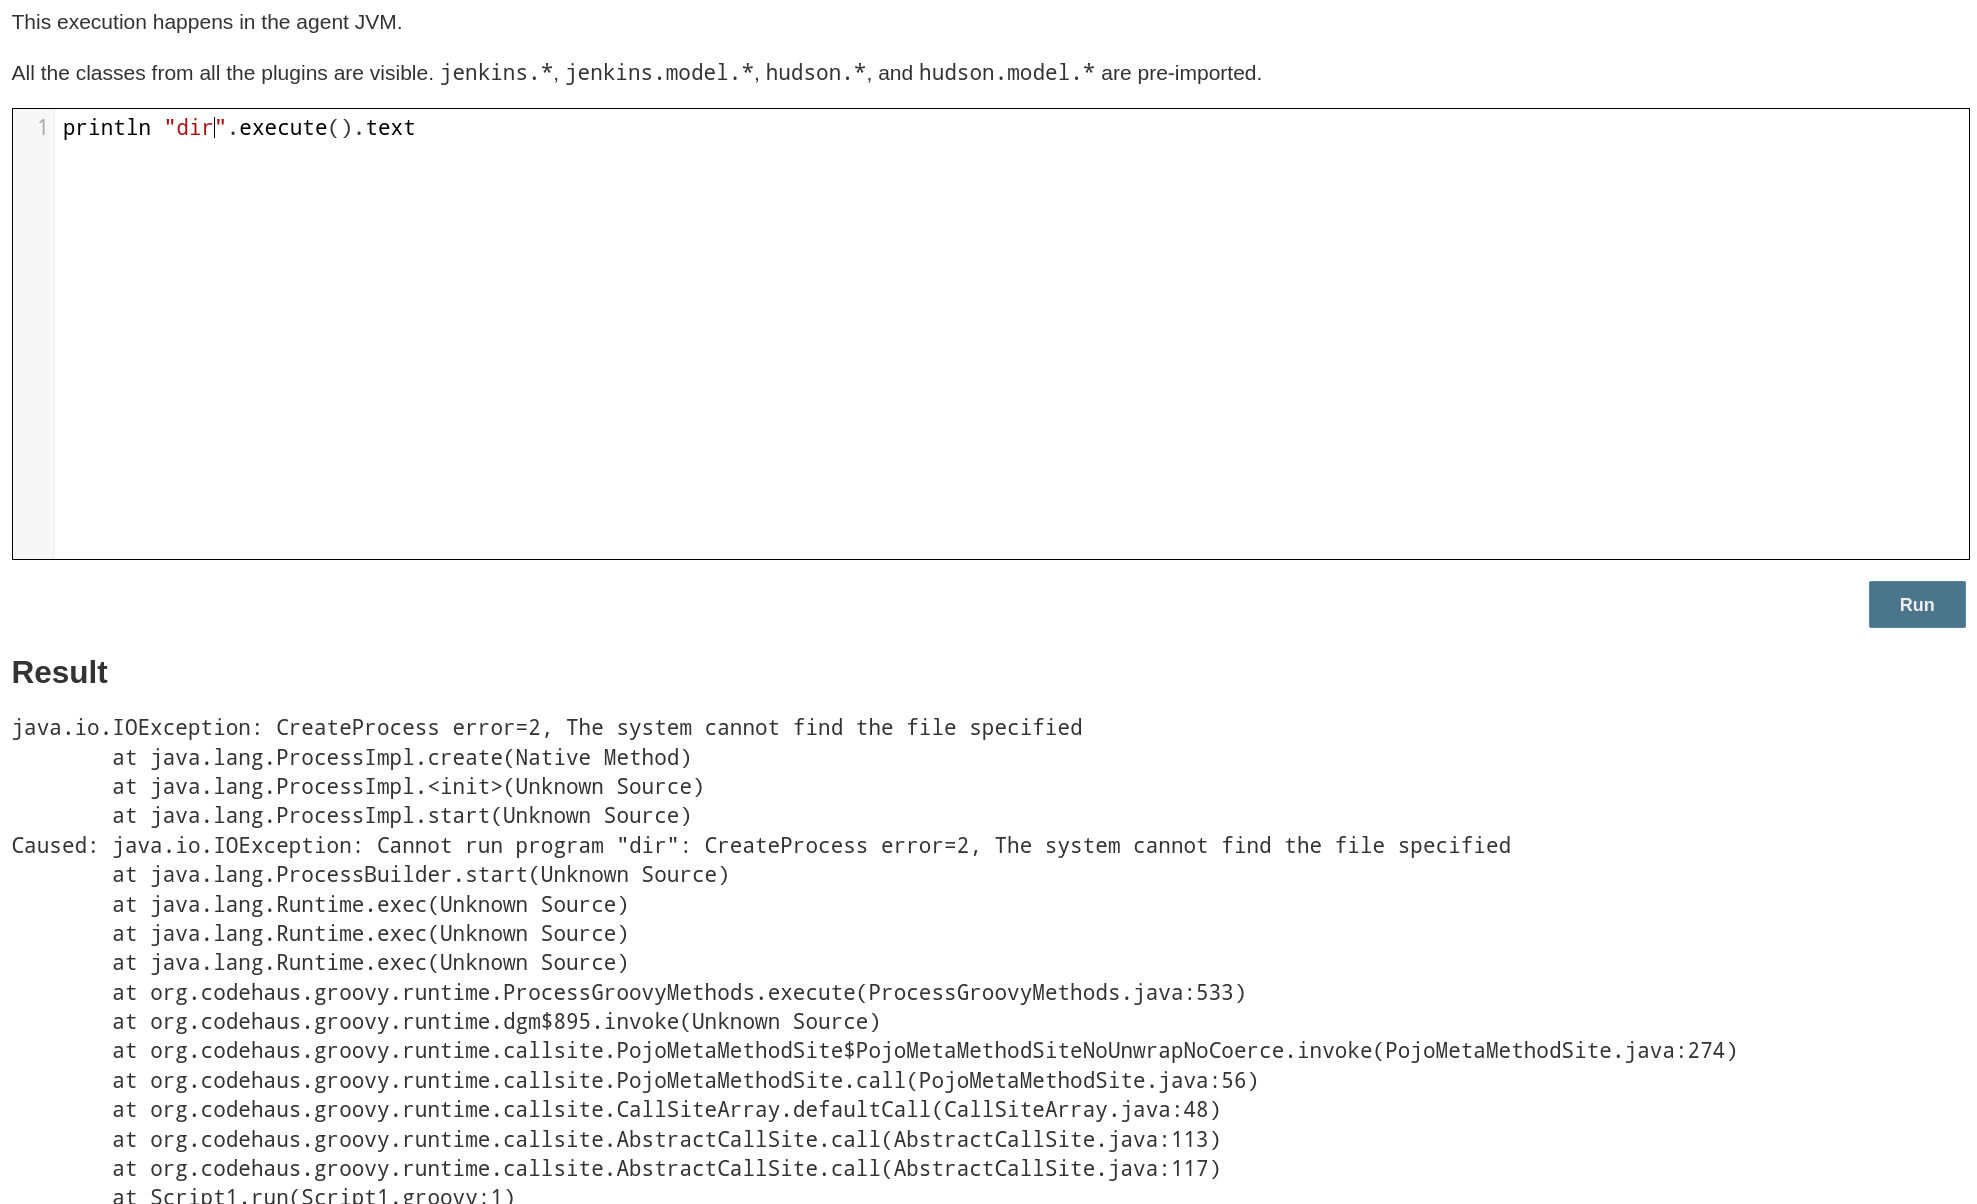 This execution happens in the agent JVM.
All the classes from all the plugins are visible. jenkins.*, jenkins.model.*, hudson.*, and hudson.model.* are pre-imported.
1 println "dir".execute().text
Run
Result
java.io.IOException: CreateProcess error=2, The system cannot find the file specified
at java.lang.ProcessImpl.create(Native Method)
at java.lang.ProcessImpl.<init>(Unknown Source)
at java.lang.ProcessImpl.start(Unknown Source)
Caused: java.io.IOException: Cannot run program "dir": CreateProcess error=2, The system cannot find the file specified
at java.lang.ProcessBuilder.start(Unknown Source)
at java.lang.Runtime.exec(Unknown Source)
at java.lang.Runtime.exec(Unknown Source)
at java.lang.Runtime.exec(Unknown Source)
at org.codehaus.groovy.runtime.ProcessGroovyMethods.execute(ProcessGroovyMethods.java:533)
at org.codehaus.groovy.runtime.dgm$895.invoke(Unknown Source)
at org.codehaus.groovy.runtime.callsite.PojoMetaMethodSite$PojoMetaMethodSiteNoUnwrapNoCoerce.invoke(PojoMetaMethodSite.java:274)
at org.codehaus.groovy.runtime.callsite.PojoMetaMethodSite.call(PojoMetaMethodSite.java:56)
at org.codehaus.groovy.runtime.callsite.CallSiteArray.defaultCall(CallSiteArray.java:48)
at org.codehaus.groovy.runtime.callsite.AbstractCallSite.call(AbstractCallSite.java:113)
at org.codehaus.groovy.runtime.callsite.AbstractCallSite.call(AbstractCallSite.java:117)
at Script1.run(Script1.groovy:1)